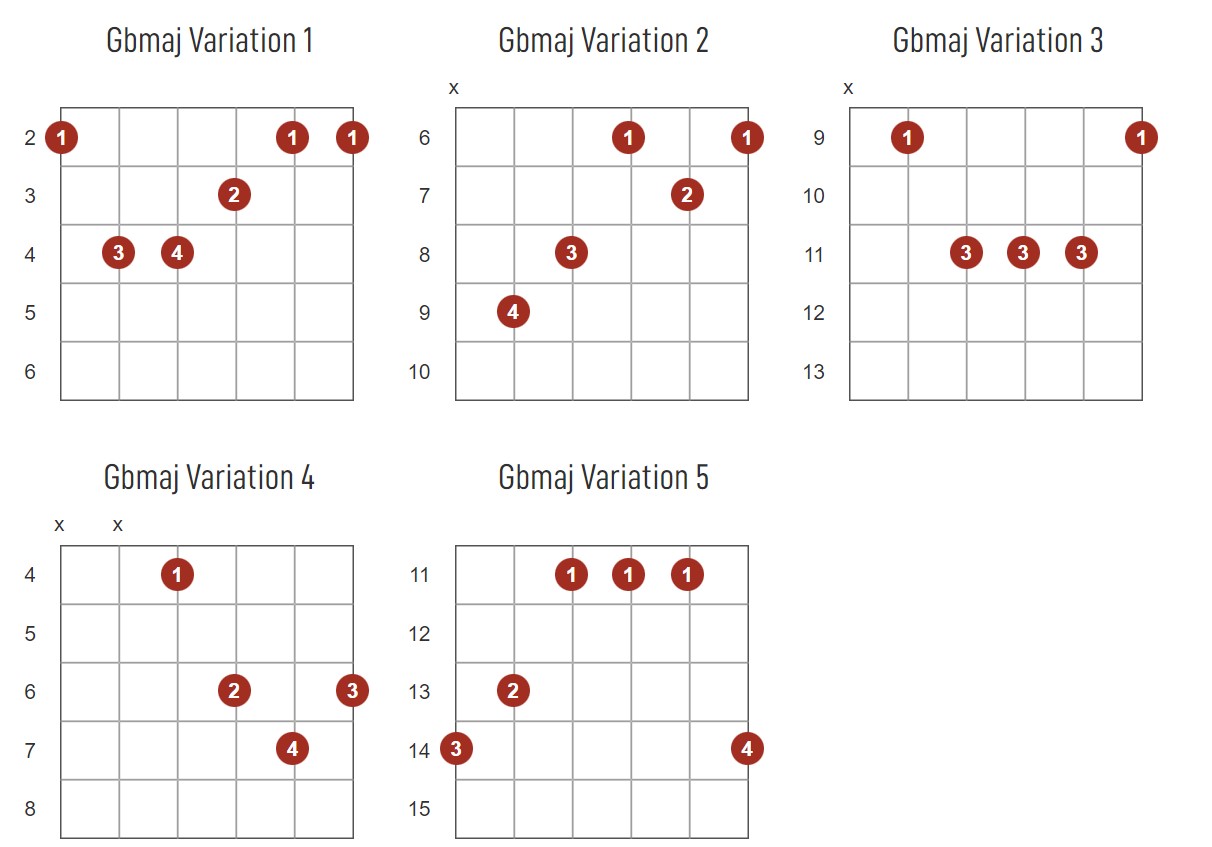 Gbmaj Variation 1
2 1 1 1
3 2
4 3 4
5
6
Gbmaj Variation 2
x
6 1 1
7 2
8 3
9 4
10
Gbmaj Variation 3
x
9 1 1
10
11 3 3 3
12
13
Gbmaj Variation 4
x x
4 1
5
6 2 3
7 4
8
Gbmaj Variation 5
11 1 1 1
12
13 2
14 3 4
15